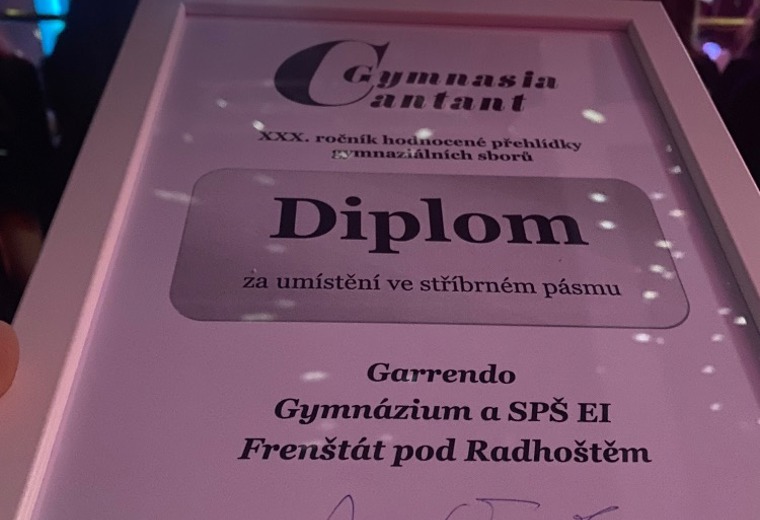 Gymnasia
Cantant
XXX. ročník hodnocené přehlídky
gymnaziálních sborů
Diplom
za umístění ve stříbrném pásmu
Garrendo
Gymnázium a SPŠ EI
Frenštát pod Radhoštěm